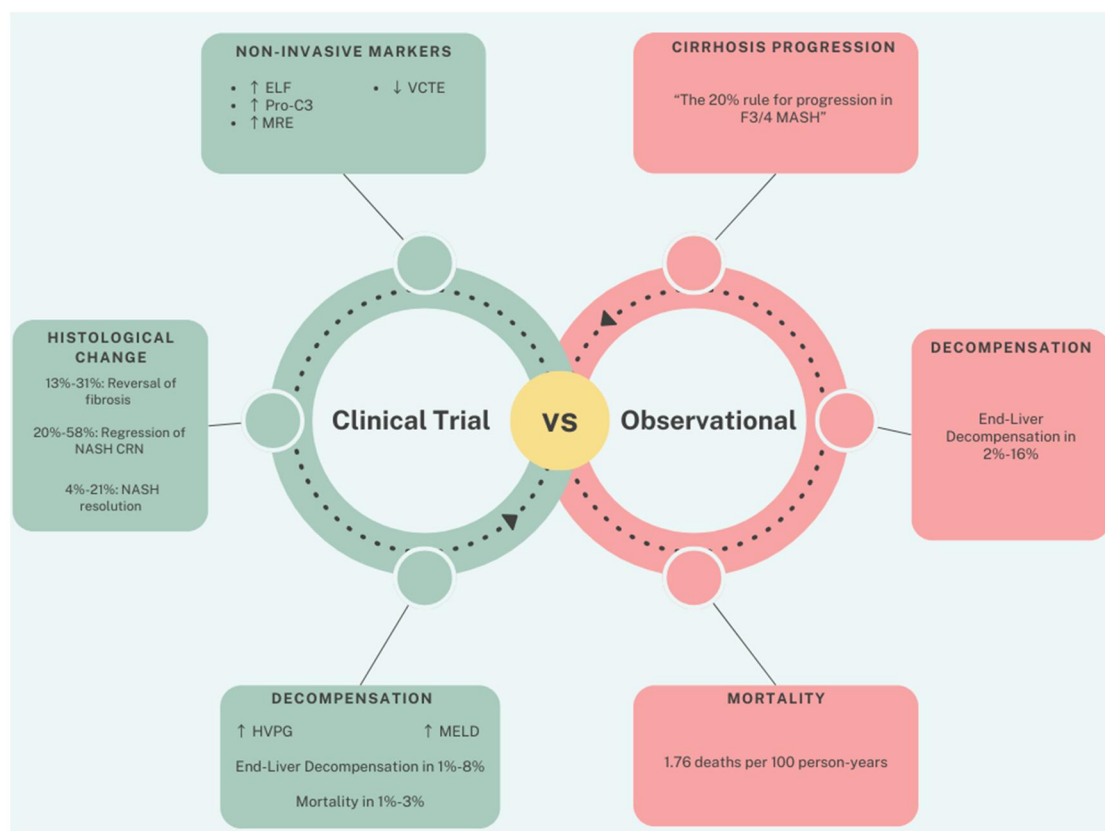 NON-INVASIVE MARKERS
• ↑ ELF
• ↑ Pro-C3
• ↑ MRE
• ↓ VCTE
CIRRHOSIS PROGRESSION
“The 20% rule for progression in
F3/4 MASH”
HISTOLOGICAL
CHANGE
13%-31%: Reversal of
fibrosis
20%-58%: Regression of
NASH CRN
4%-21%: NASH
resolution
Clinical Trial
vs
Observational
DECOMPENSATION
End-Liver
Decompensation in
2%-16%
DECOMPENSATION
↑ HVPG
↑ MELD
End-Liver Decompensation in 1%-8%
Mortality in 1%-3%
MORTALITY
1.76 deaths per 100 person-years